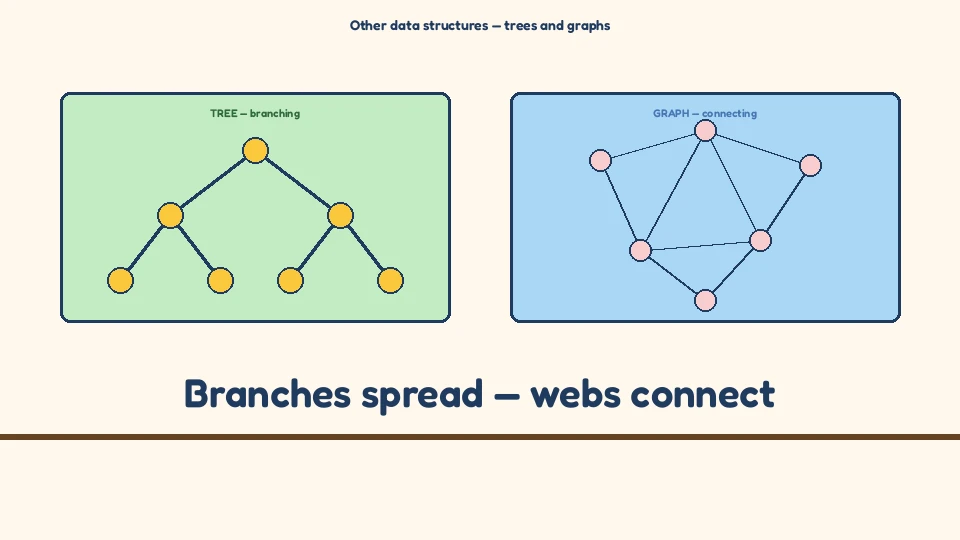 Other data structures — trees and graphs
TREE — branching
GRAPH — connecting
Branches spread — webs connect